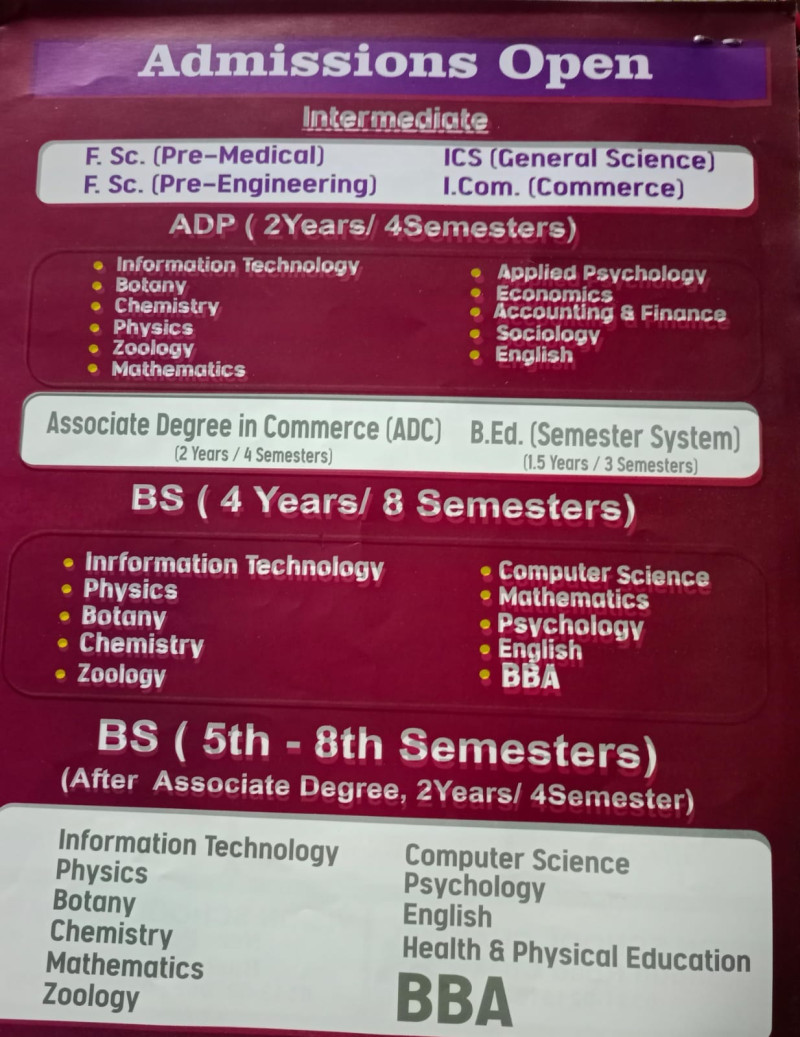 Admissions Open
Intermediate
F. Sc. (Pre-Medical)
F. Sc. (Pre-Engineering)
ICS (General Science)
I.Com. (Commerce)
ADP ( 2Years/ 4Semesters)
Information Technology
Botany
Chemistry
Physics
Zoology
Mathematics
Applied Psychology
Economics
Accounting & Finance
Sociology
English
Associate Degree in Commerce (ADC)
(2 Years / 4 Semesters)
B.Ed. (Semester System)
(1.5 Years / 3 Semesters)
BS ( 4 Years/ 8 Semesters)
Inrformation Technology
Physics
Botany
Chemistry
Zoology
Computer Science
Mathematics
Psychology
English
BBA
BS ( 5th - 8th Semesters)
(After Associate Degree, 2Years/ 4Semester)
Information Technology
Physics
Botany
Chemistry
Mathematics
Zoology
Computer Science
Psychology
English
Health & Physical Education
BBA